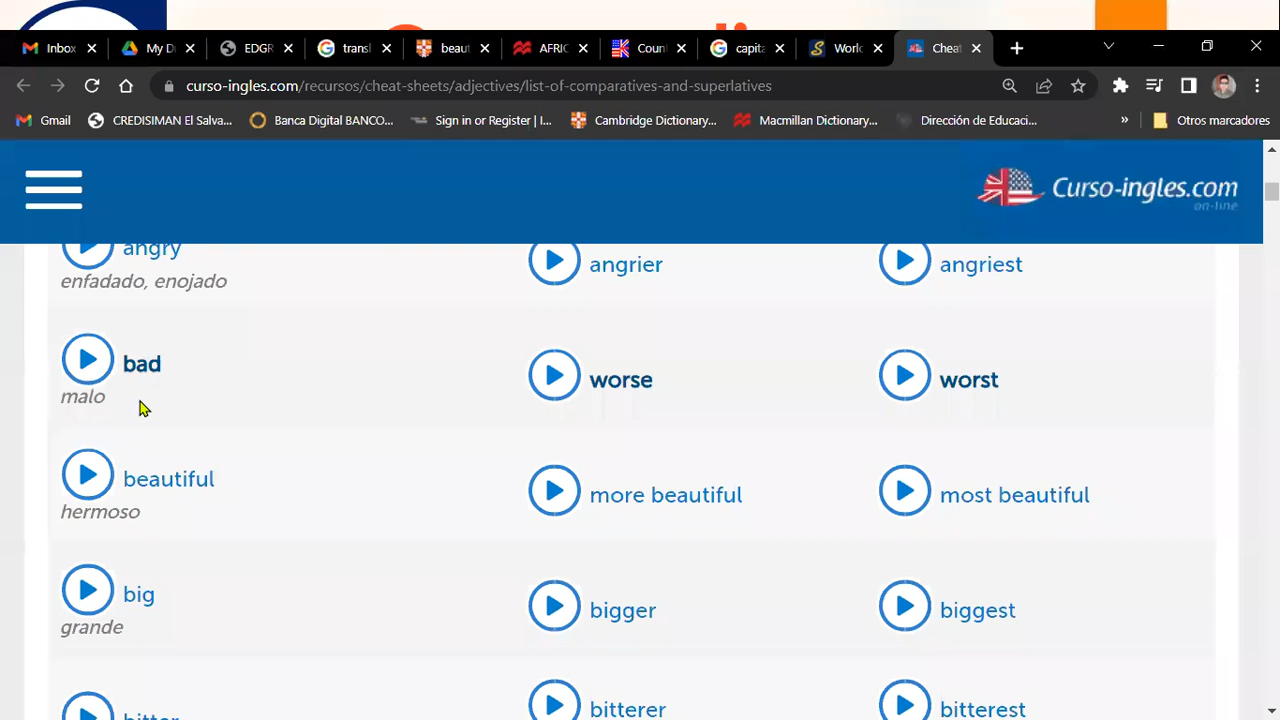 Inbox
My D
EDGR
transl
beaut
AFRIC
Coun
capita
Worl
Cheat
curso-ingles.com/recursos/cheat-sheets/adjectives/list-of-comparatives-and-superlatives
Gmail
CREDISIMAN El Salva...
Banca Digital BANCO...
Sign in or Register | I...
Cambridge Dictionary...
Macmillan Dictionary...
Dirección de Educaci...
»
Otros marcadores
Curso-ingles.com
on-line
angry
angrier
angriest
enfadado, enojado
bad
worse
worst
malo
beautiful
more beautiful
most beautiful
hermoso
big
bigger
biggest
grande
bitter
bitterer
bitterest